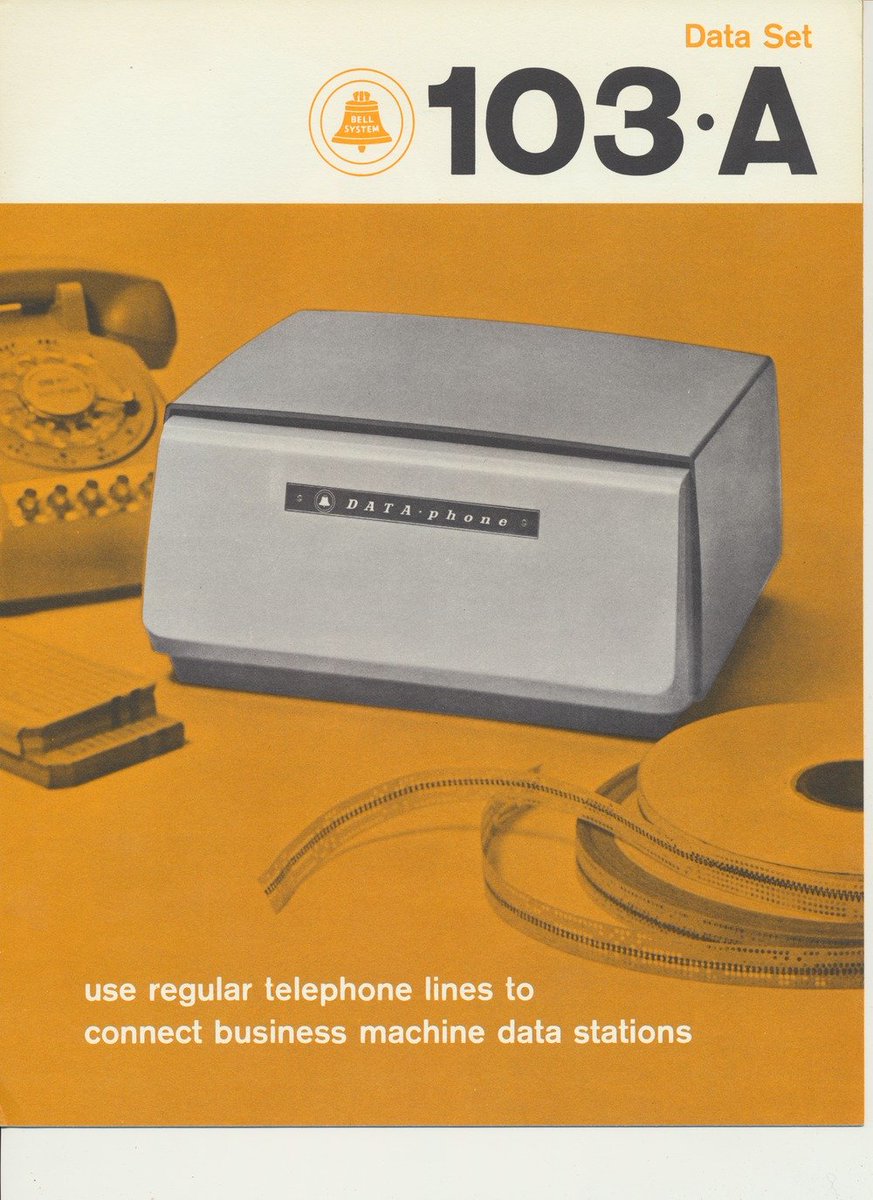 Data Set
BELL
SYSTEM
103·A
DATA·phone
use regular telephone lines to
connect business machine data stations